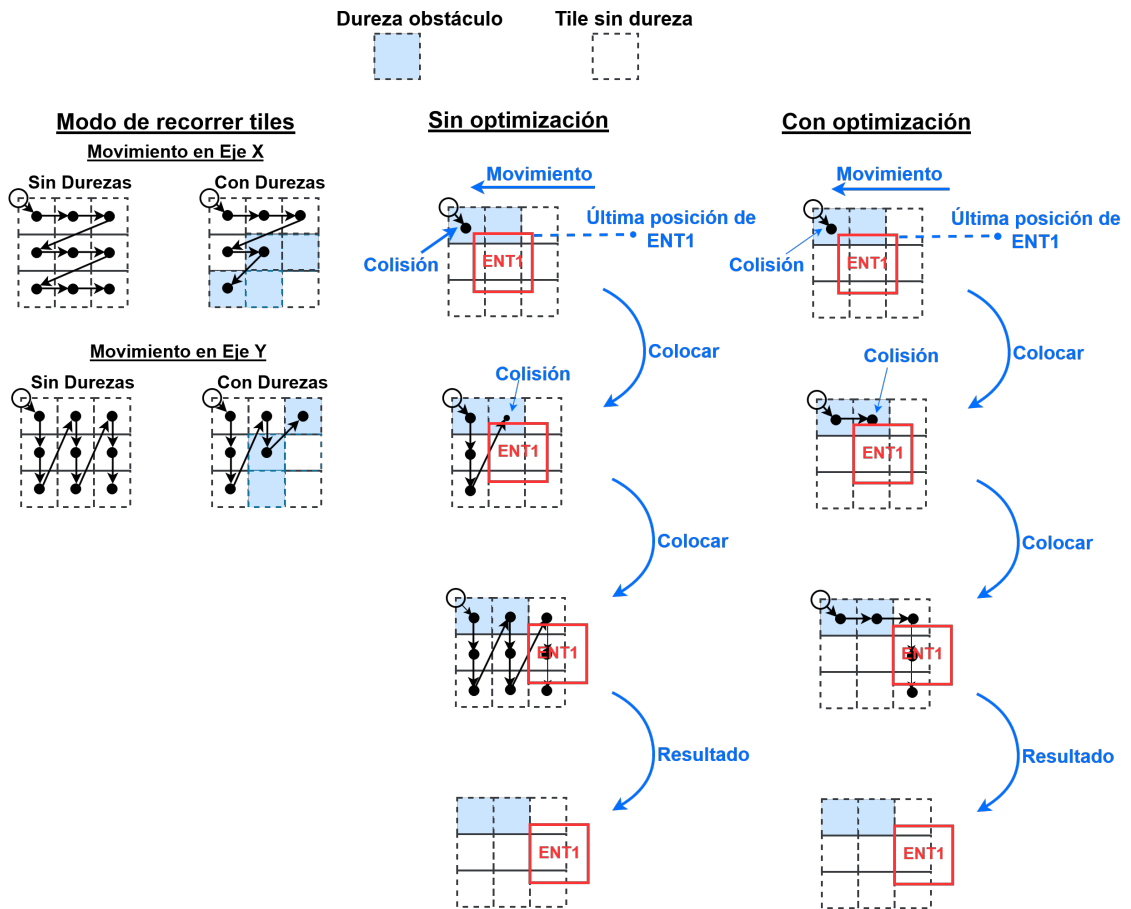 Dureza obstáculo
Tile sin dureza
Modo de recorrer tiles
Movimiento en Eje X
Sin Durezas
Con Durezas
Movimiento en Eje Y
Sin Durezas
Con Durezas
Sin optimización
Movimiento
Última posición de
ENT1
Colisión
ENT1
Colocar
Colisión
ENT1
Colocar
ENT1
Resultado
ENT1
Con optimización
Movimiento
Última posición de
ENT1
Colisión
ENT1
Colocar
Colisión
ENT1
Colocar
ENT1
Resultado
ENT1